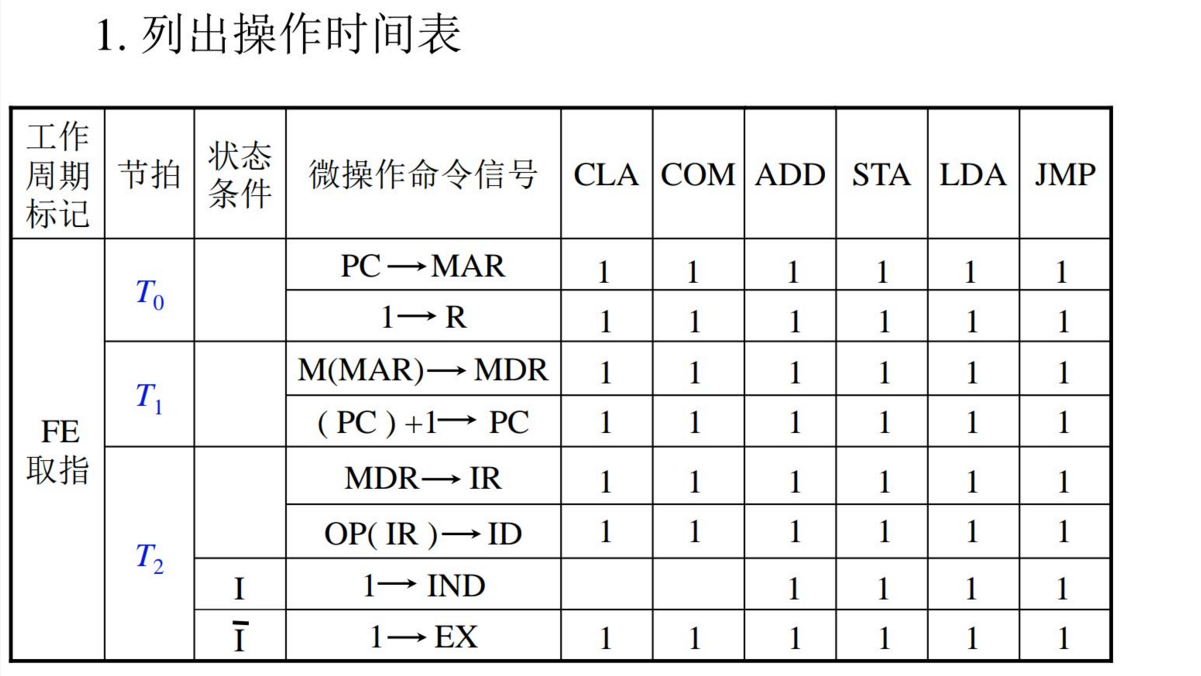 1. 列出操作时间表
工作周期标记 节拍 状态条件 微操作命令信号 CLA COM ADD STA LDA JMP
FE 取指 T₀ PC→MAR 1 1 1 1 1 1
1→R 1 1 1 1 1 1
T₁ M(MAR)→MDR 1 1 1 1 1 1
(PC)+1→PC 1 1 1 1 1 1
T₂ MDR→IR 1 1 1 1 1 1
OP(IR)→ID 1 1 1 1 1 1
I 1→IND 1 1 1 1
Ī 1→EX 1 1 1 1 1 1